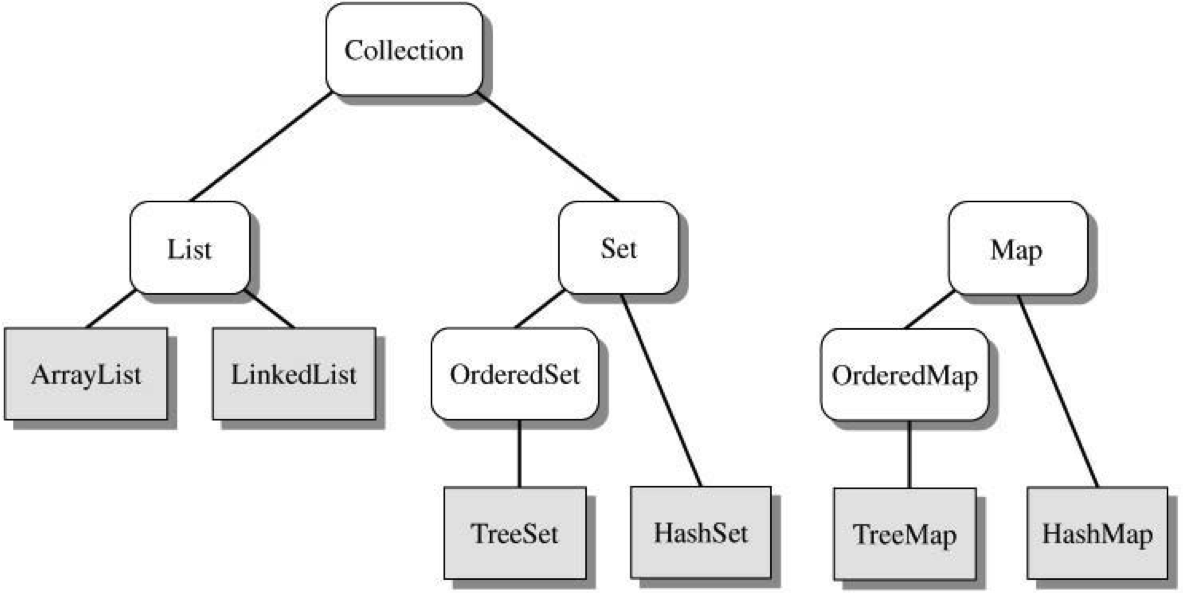 Collection
List
Set
Map
ArrayList
LinkedList
OrderedSet
OrderedMap
TreeSet
HashSet
TreeMap
HashMap